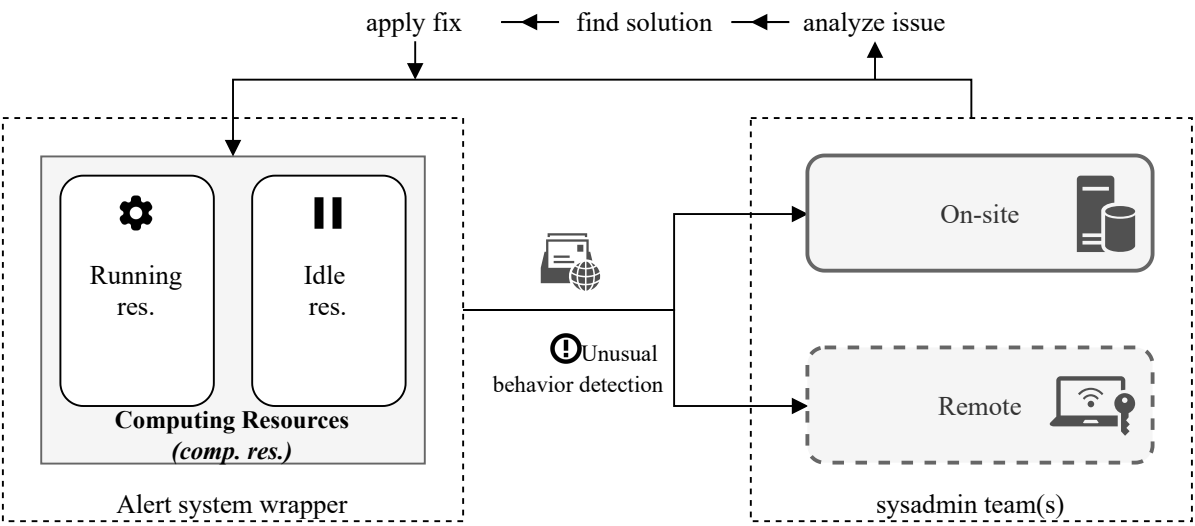 apply fix
find solution
analyze issue
Running
res.
Idle
res.
Computing Resources
(comp. res.)
Alert system wrapper
Unusual
behavior detection
On-site
Remote
sysadmin team(s)